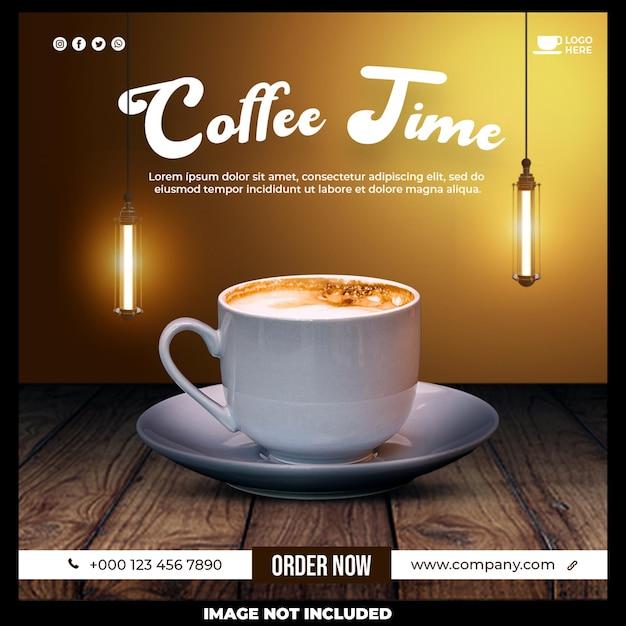 LOGO
HERE
Coffee Time
Lorem ipsum dolor sit amet, consectetur adipiscing elit, sed do
eiusmod tempor incididunt ut labore et dolore magna aliqua.
+000 123 456 7890
ORDER NOW
www.company.com
IMAGE NOT INCLUDED